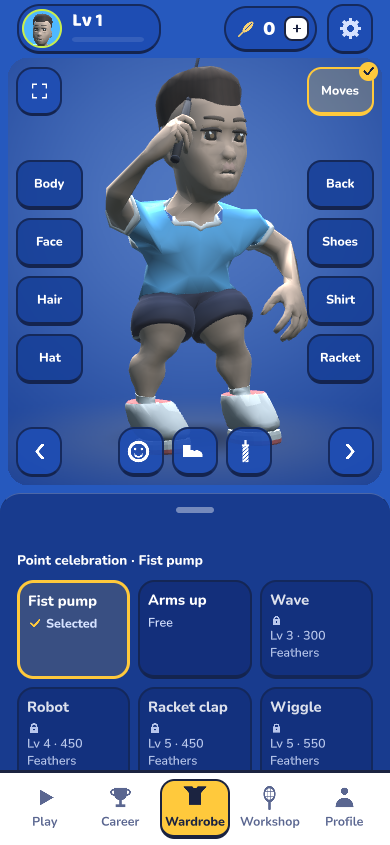 Lv 1
0
+
Moves
Body
Back
Face
Shoes
Hair
Shirt
Hat
Racket
Point celebration · Fist pump
Fist pump
Selected
Arms up
Free
Wave
Lv 3 · 300
Feathers
Robot
Lv 4 · 450
Feathers
Racket clap
Lv 5 · 450
Feathers
Wiggle
Lv 5 · 550
Feathers
Play
Career
Wardrobe
Workshop
Profile